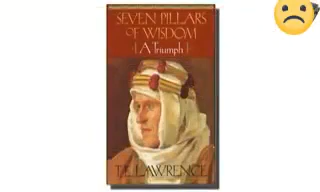 SEVEN PILLARS
OF WISDOM
A Triumph
T.E. LAWRENCE